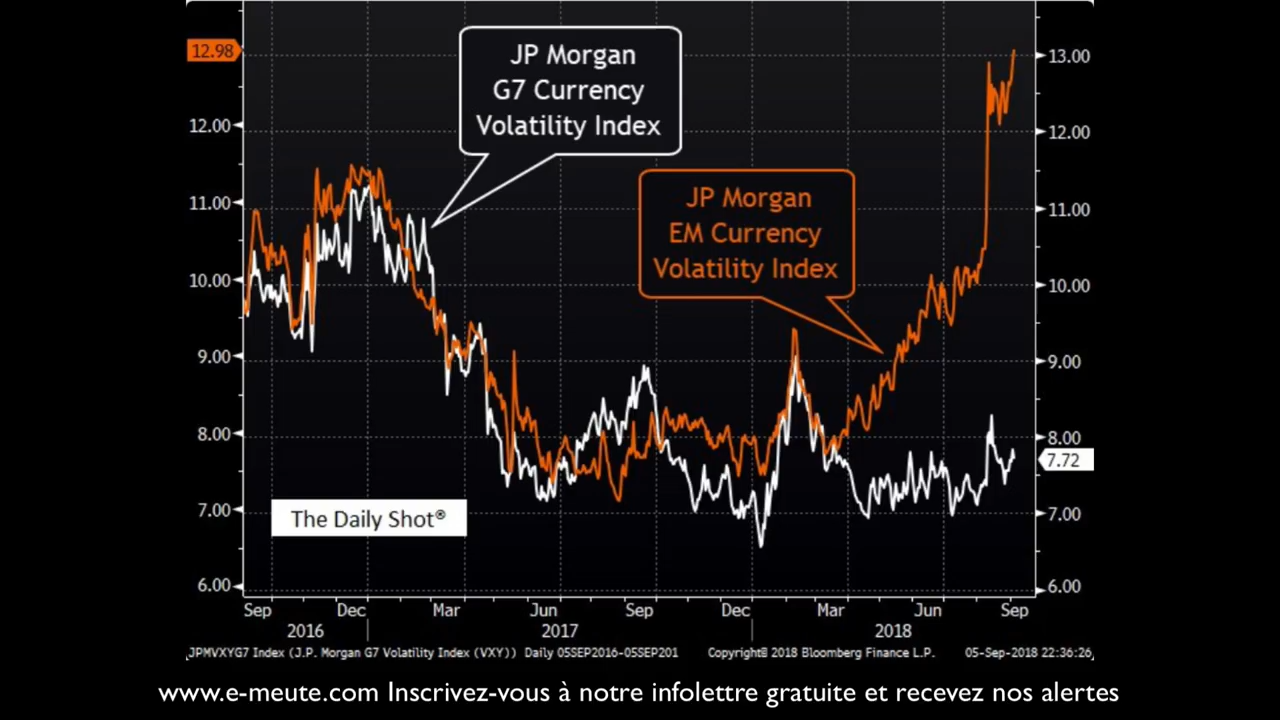 JP Morgan
G7 Currency
Volatility Index
JP Morgan
EM Currency
Volatility Index
12.98
12.00
11.00
10.00
9.00
8.00
7.00
6.00
13.00
12.00
11.00
10.00
9.00
8.00
7.72
7.00
6.00
The Daily Shot®
Sep Dec Mar Jun Sep Dec Mar Jun Sep
2016 2017 2018
JPMVXYG7 Index (J.P. Morgan G7 Volatility Index (VXY)) Daily 05SEP2016-05SEP201 Copyright© 2018 Bloomberg Finance L.P. 05-Sep-2018 22:36:26
www.e-meute.com Inscrivez-vous à notre infolettre gratuite et recevez nos alertes